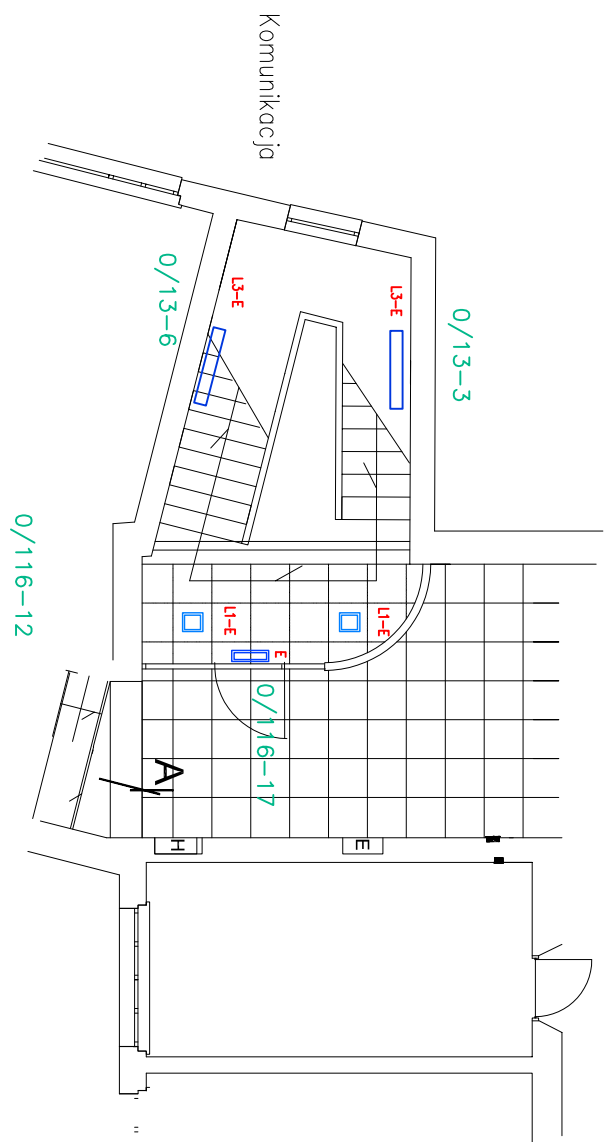 Komunikacja
0/13-3
L3-E
L3-E
0/13-6
L1-E
L1-E
E
0/116-12
0/116-17
A
E
H